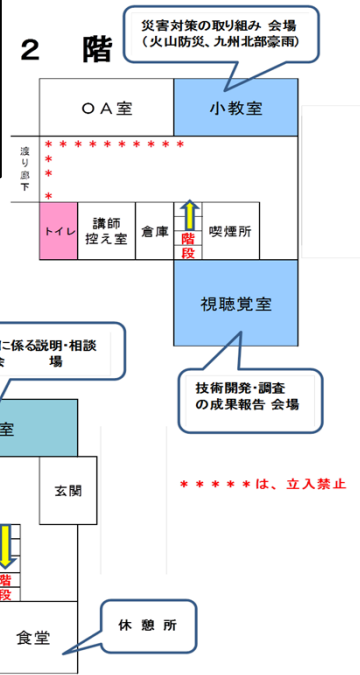 災害対策の取り組み 会場
（火山防災、九州北部豪雨）
２ 階
ＯＡ室
小教室
渡り廊下
＊＊＊＊＊＊＊＊＊＊
＊
＊
＊
トイレ
講師
控え室
倉庫
階
段
喫煙所
視聴覚室
に係る説明・相談
会 場
技術開発・調査
の成果報告 会場
室
玄関
＊＊＊＊＊は、立入禁止
階
段
食堂
休 憩 所